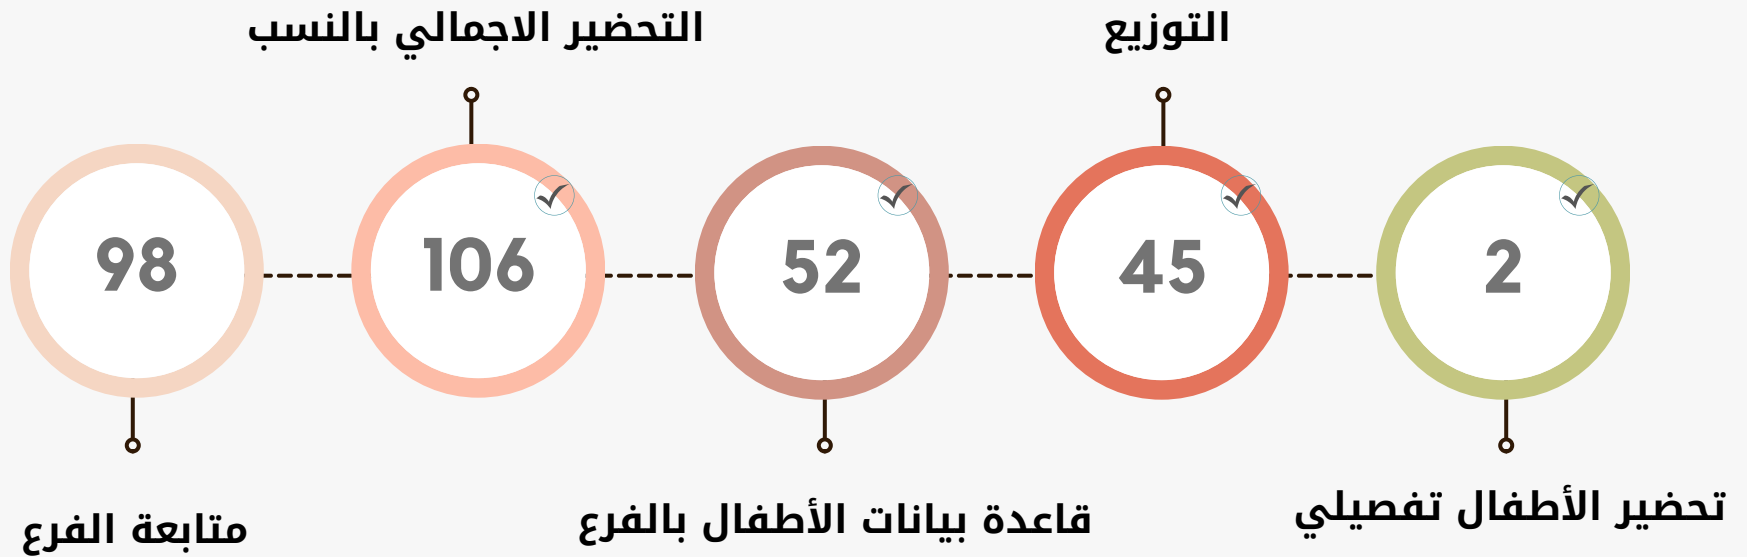 التوزيع
التحضير الاجمالي بالنسب
2
45
52
106
98
تحضير الأطفال تفصيلي
قاعدة بيانات الأطفال بالفرع
متابعة الفرع